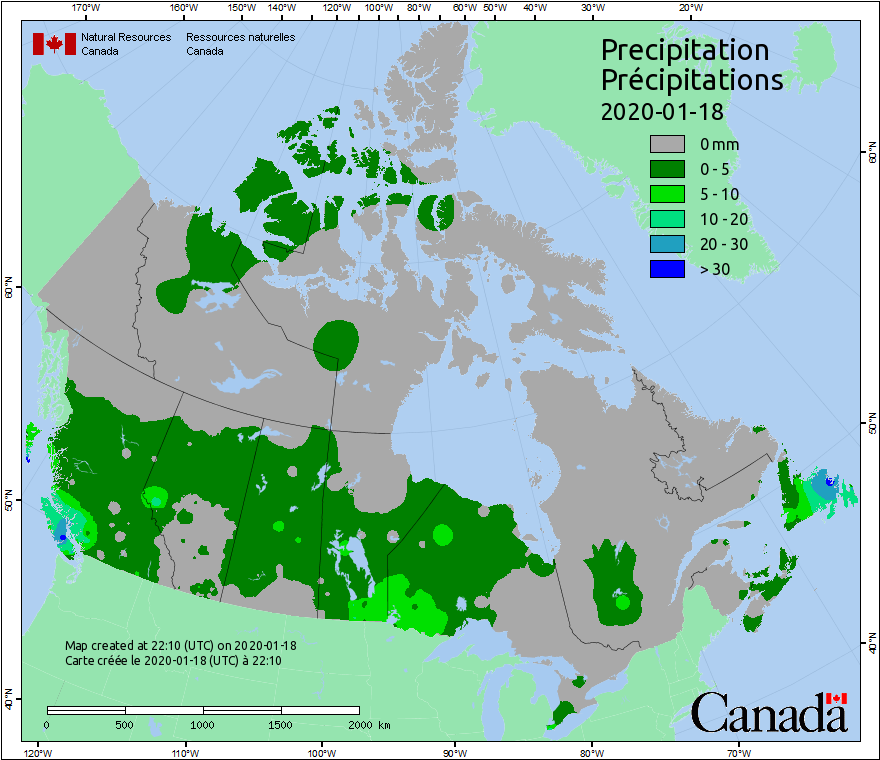 170°W 160°W 150°W 140°W 120°W 100°W 80°W 60°W 50°W 40°W 30°W 20°W
Natural Resources Ressources naturelles
Canada Canada
Precipitation
Précipitations
2020-01-18
0 mm
0 - 5
5 - 10
10 - 20
20 - 30
> 30
60°N
60°N
50°N
50°N
40°N
40°N
Map created at 22:10 (UTC) on 2020-01-18
Carte créée le 2020-01-18 (UTC) à 22:10
0 500 1000 1500 2000 km
Canada
120°W 110°W 100°W 90°W 80°W 70°W